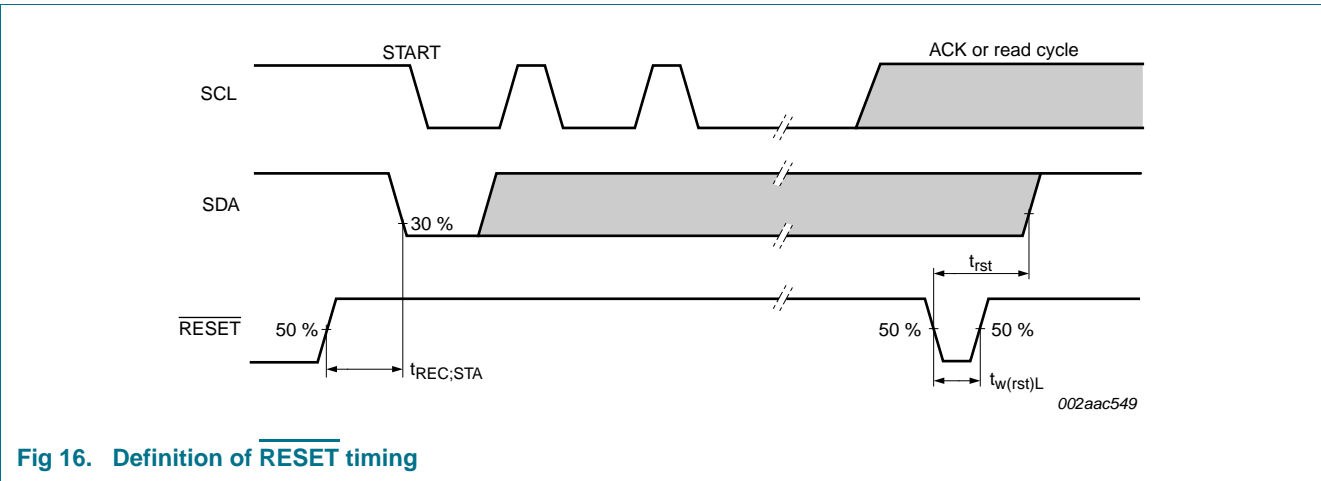 START
ACK or read cycle
SCL
SDA
30 %
t_rst
RESET
50 %
50 %
50 %
t_REC;STA
t_w(rst)L
002aac549
Fig 16. Definition of RESET timing